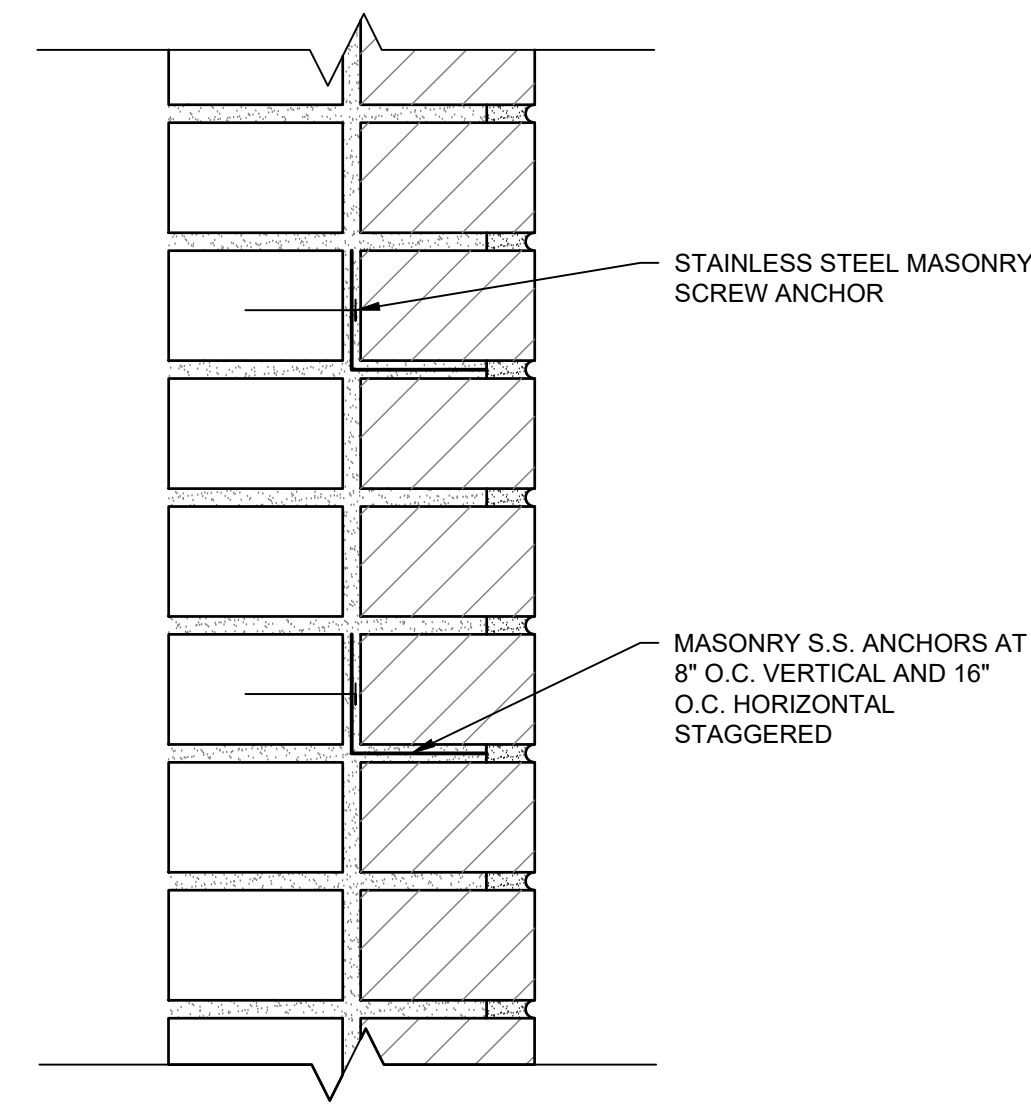 STAINLESS STEEL MASONRY
SCREW ANCHOR
MASONRY S.S. ANCHORS AT
8" O.C. VERTICAL AND 16"
O.C. HORIZONTAL
STAGGERED